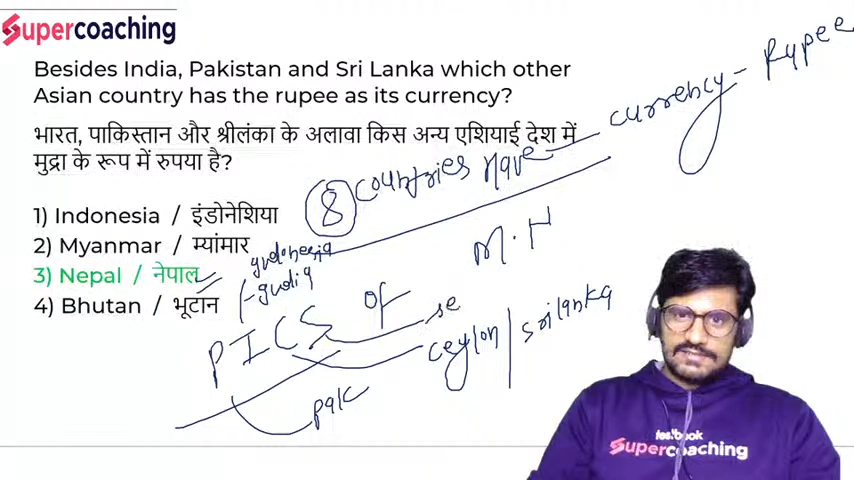 Supercoaching
Besides India, Pakistan and Sri Lanka which other
Asian country has the rupee as its currency?
भारत, पाकिस्तान और श्रीलंका के अलावा किस अन्य एशियाई देश में
मुद्रा के रूप में रुपया है?
1) Indonesia / इंडोनेशिया
2) Myanmar / म्यांमार
3) Nepal / नेपाल
4) Bhutan / भूटान
8 countries have currency - Rupee
M.H
Indonesia
- India
PICS of
se
Ceylon | Srilanka
Pak
testbook
Supercoaching